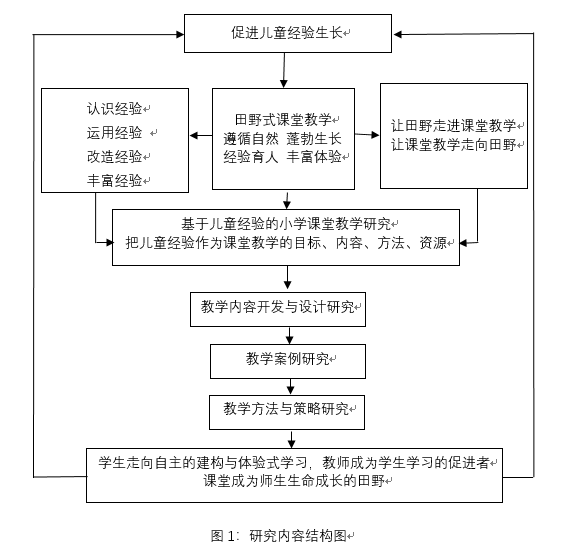 促进儿童经验生长
认识经验
运用经验
改造经验
丰富经验
田野式课堂教学
遵循自然 蓬勃生长
经验育人 丰富体验
让田野走进课堂教学
让课堂教学走向田野
基于儿童经验的小学课堂教学研究
把儿童经验作为课堂教学的目标、内容、方法、资源
教学内容开发与设计研究
教学案例研究
教学方法与策略研究
学生走向自主的建构与体验式学习，教师成为学生学习的促进者
课堂成为师生生命成长的田野
图 1：研究内容结构图